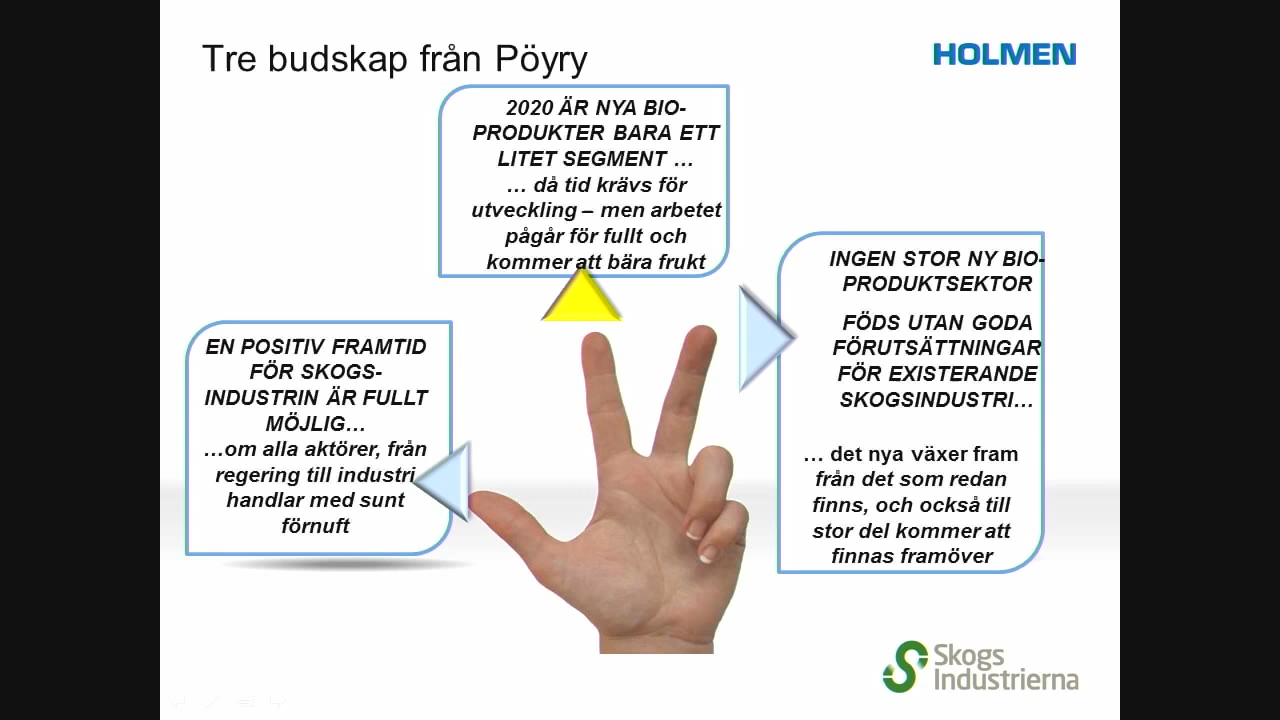 Tre budskap från Pöyry
HOLMEN
2020 ÄR NYA BIO-
PRODUKTER BARA ETT
LITET SEGMENT …
… då tid krävs för
utveckling – men arbetet
pågår för fullt och
kommer att bära frukt
EN POSITIV FRAMTID
FÖR SKOGS-
INDUSTRIN ÄR FULLT
MÖJLIG…
…om alla aktörer, från
regering till industri
handlar med sunt
förnuft
INGEN STOR NY BIO-
PRODUKTSEKTOR
FÖDS UTAN GODA
FÖRUTSÄTTNINGAR
FÖR EXISTERANDE
SKOGSINDUSTRI…
… det nya växer fram
från det som redan
finns, och också till
stor del kommer att
finnas framöver
Skogs
Industrierna